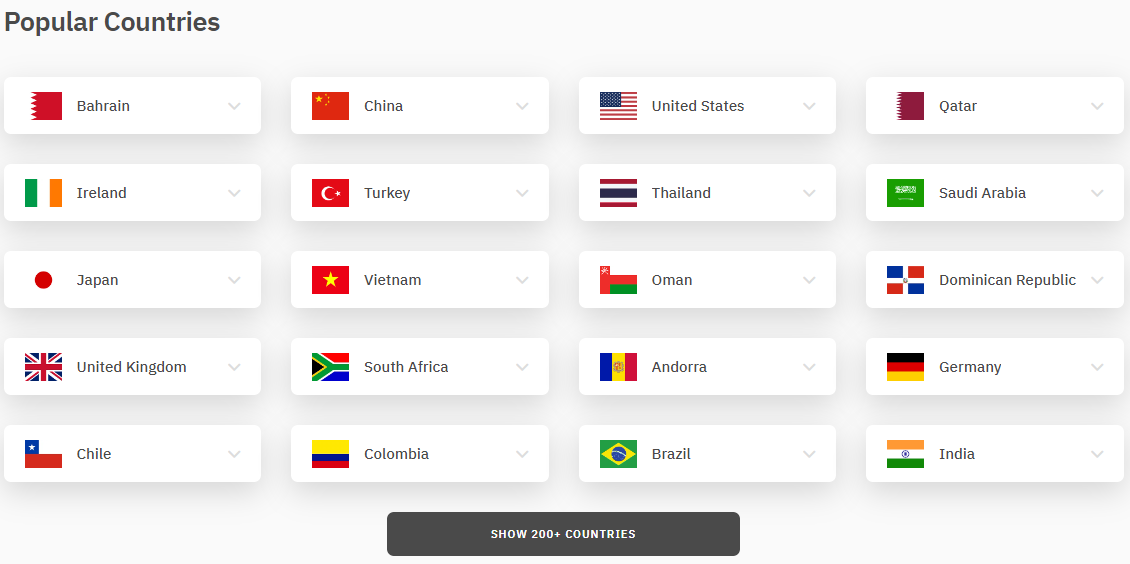 Popular Countries
Bahrain
China
United States
Qatar
Ireland
Turkey
Thailand
Saudi Arabia
Japan
Vietnam
Oman
Dominican Republic
United Kingdom
South Africa
Andorra
Germany
Chile
Colombia
Brazil
India
SHOW 200+ COUNTRIES